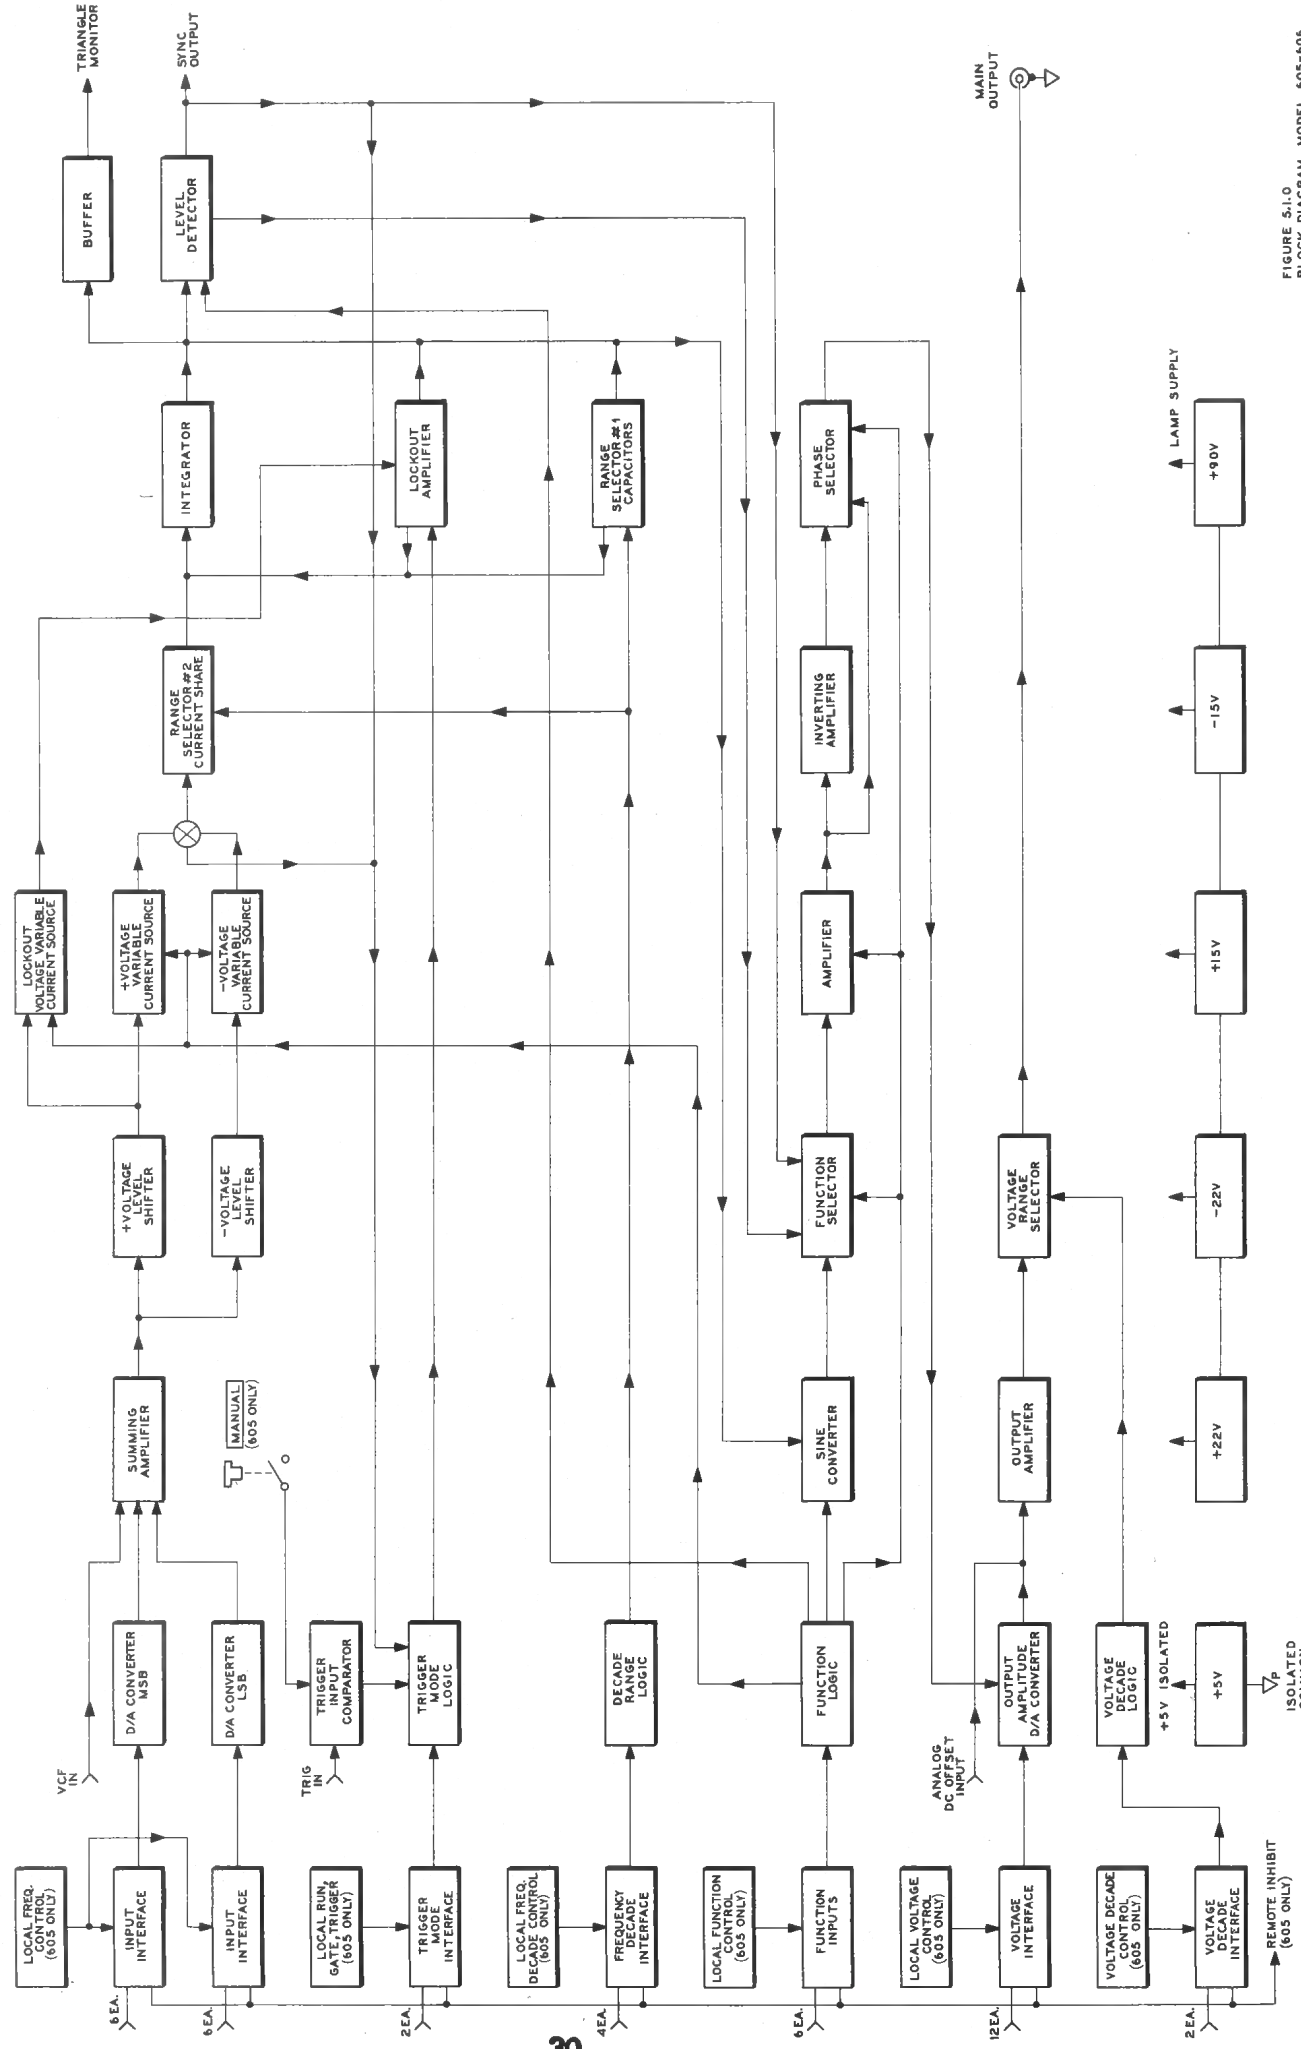 LOCAL FREQ.
CONTROL
(605 ONLY)
6 EA.
INPUT
INTERFACE
6 EA.
INPUT
INTERFACE
VCF
IN
D/A CONVERTER
MSB
D/A CONVERTER
LSB
SUMMING
AMPLIFIER
+VOLTAGE
LEVEL
SHIFTER
-VOLTAGE
LEVEL
SHIFTER
LOCKOUT
VOLTAGE VARIABLE
CURRENT SOURCE
+VOLTAGE
VARIABLE
CURRENT SOURCE
-VOLTAGE
VARIABLE
CURRENT SOURCE
RANGE
SELECTOR #2
CURRENT SHARE
INTEGRATOR
BUFFER
TRIANGLE
MONITOR
LEVEL
DETECTOR
SYNC
OUTPUT
LOCAL RUN,
GATE, TRIGGER
(605 ONLY)
2 EA.
TRIGGER
MODE
INTERFACE
TRIG
IN
MANUAL
(605 ONLY)
TRIGGER
INPUT
COMPARATOR
TRIGGER
MODE
LOGIC
LOCKOUT
AMPLIFIER
LOCAL FREQ.
DECADE CONTROL
(605 ONLY)
4 EA.
FREQUENCY
DECADE
INTERFACE
DECADE
RANGE
LOGIC
RANGE
SELECTOR #1
CAPACITORS
LOCAL FUNCTION
CONTROL
(605 ONLY)
6 EA.
FUNCTION
INPUTS
FUNCTION
LOGIC
SINE
CONVERTER
FUNCTION
SELECTOR
AMPLIFIER
INVERTING
AMPLIFIER
PHASE
SELECTOR
LOCAL VOLTAGE
CONTROL
(605 ONLY)
12 EA.
VOLTAGE
INTERFACE
ANALOG
DC OFFSET
INPUT
OUTPUT
AMPLITUDE
D/A CONVERTER
OUTPUT
AMPLIFIER
VOLTAGE
RANGE
SELECTOR
MAIN
OUTPUT
VOLTAGE DECADE
CONTROL
(605 ONLY)
2 EA.
VOLTAGE
DECADE
INTERFACE
VOLTAGE
DECADE
LOGIC
REMOTE INHIBIT
(605 ONLY)
+5V ISOLATED
+5V
P
ISOLATED
+22V
-22V
+15V
-15V
LAMP SUPPLY
+90V
FIGURE 5.1.0
BLOCK DIAGRAM, MODEL 605-606